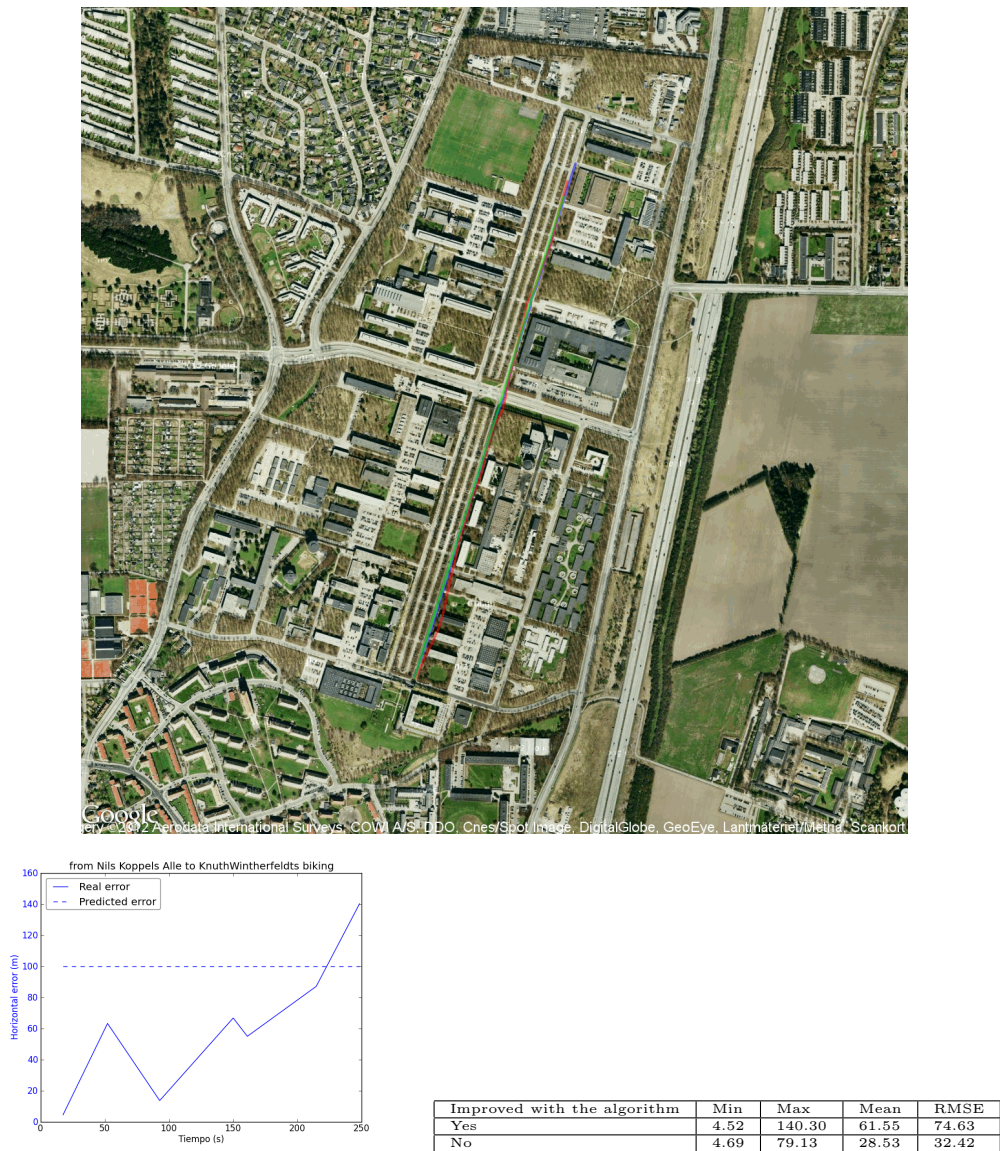 Google
ery ©2012 Aerodata International Surveys, COWI A/S, DDO, Cnes/Spot Image, DigitalGlobe, GeoEye, Lantmäteriet/Metria, Scankort
from Nils Koppels Alle to KnuthWintherfeldts biking
Real error
Predicted error
Horizontal error (m)
160
140
120
100
80
60
40
20
0
0 50 100 150 200 250
Tiempo (s)
Improved with the algorithm Min Max Mean RMSE
Yes 4.52 140.30 61.55 74.63
No 4.69 79.13 28.53 32.42